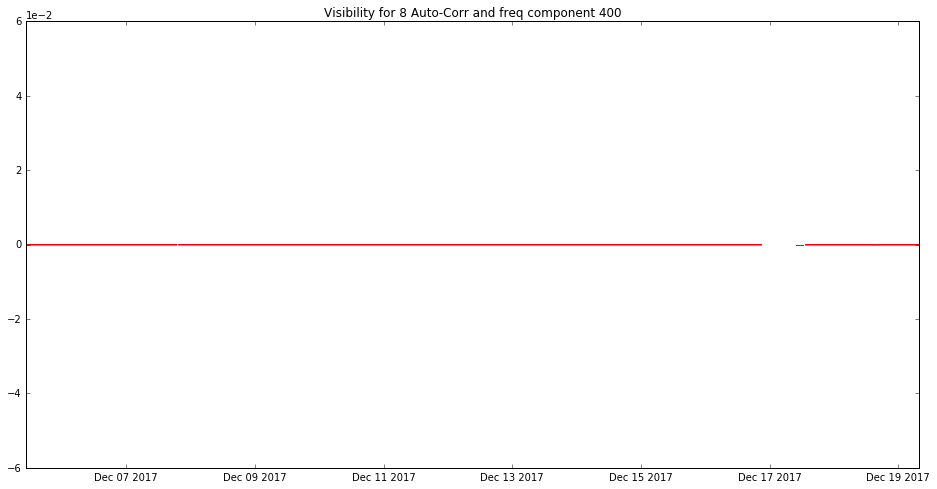 Visibility for 8 Auto-Corr and freq component 400
1e−2
6
4
2
0
−2
−4
−6
Dec 07 2017 Dec 09 2017 Dec 11 2017 Dec 13 2017 Dec 15 2017 Dec 17 2017 Dec 19 2017